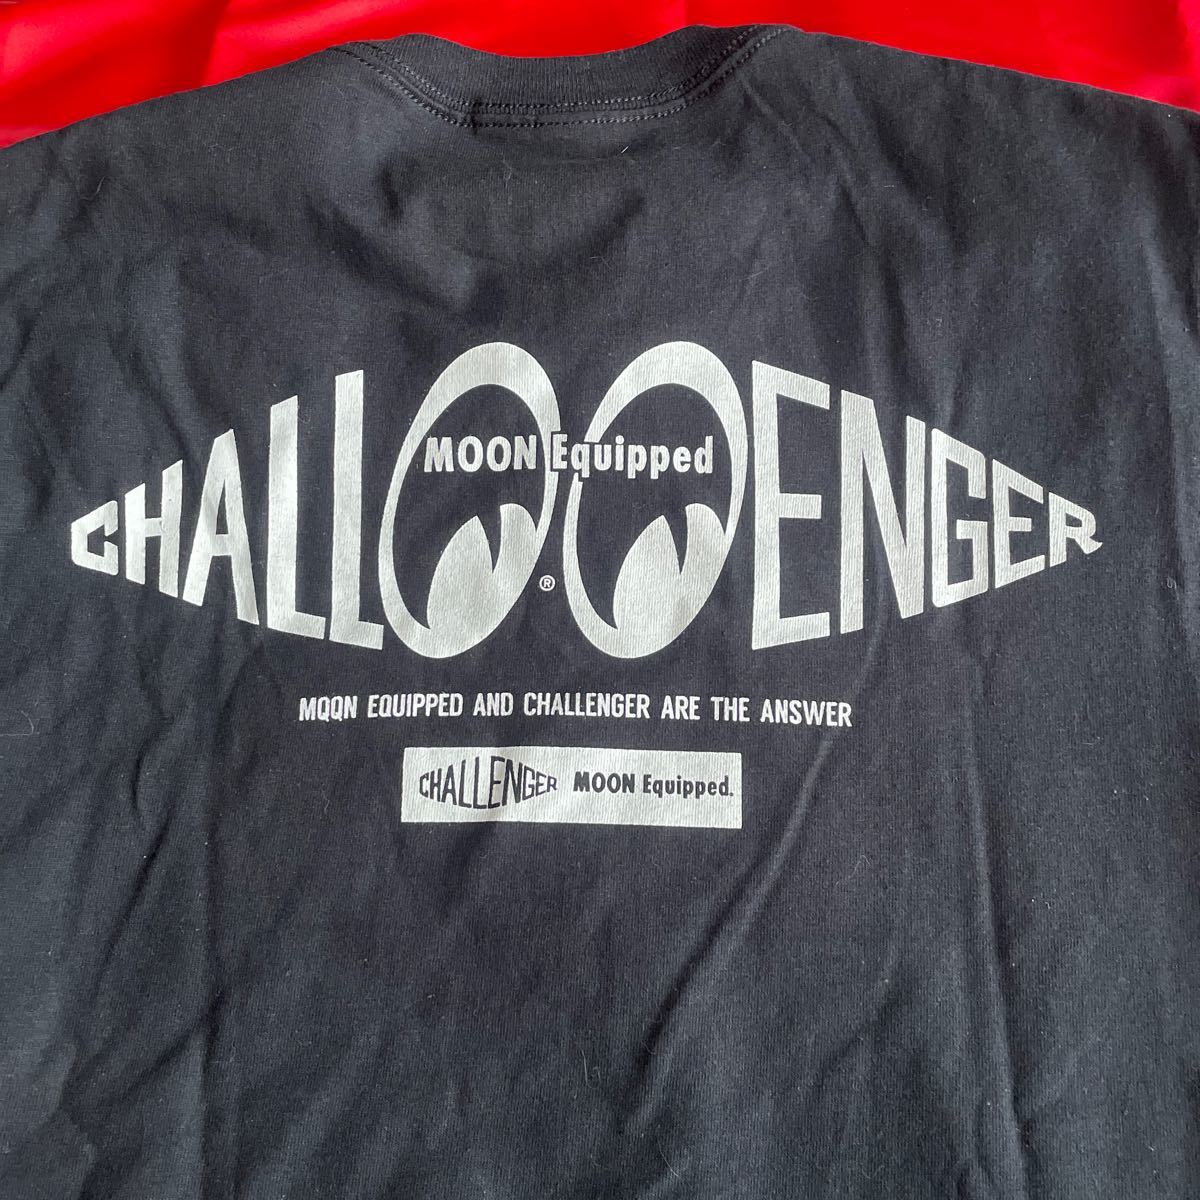 CHALLENGER
MOON Equipped
®
MQQN EQUIPPED AND CHALLENGER ARE THE ANSWER
CHALLENGER MOON Equipped.